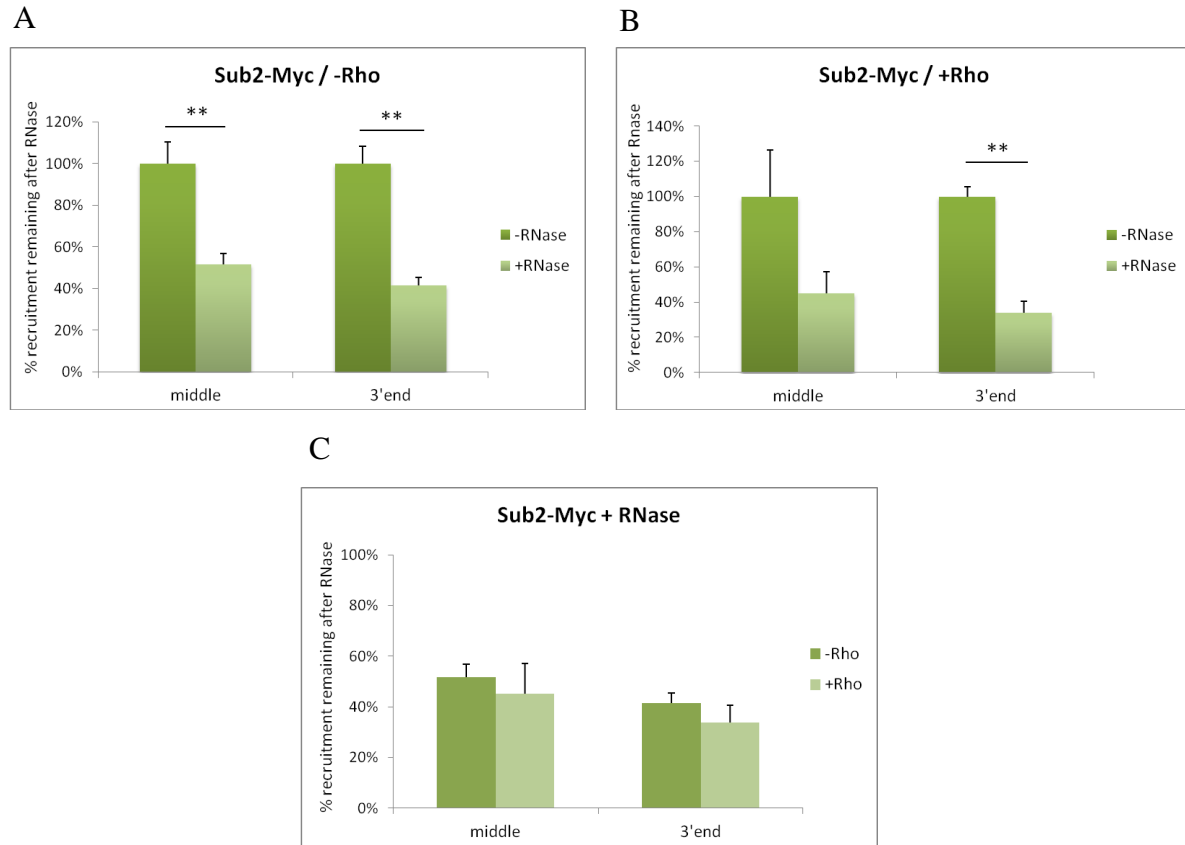 A
Sub2-Myc / -Rho
** **
% recruitment remaining after RNase
120%
100%
80%
60%
40%
20%
0%
middle 3'end
-RNase
+RNase
B
Sub2-Myc / +Rho
**
% recruitment remaining after Rnase
140%
120%
100%
80%
60%
40%
20%
0%
middle 3'end
-RNase
+RNase
C
Sub2-Myc + RNase
% recruitment remaining after RNase
100%
80%
60%
40%
20%
0%
middle 3'end
-Rho
+Rho